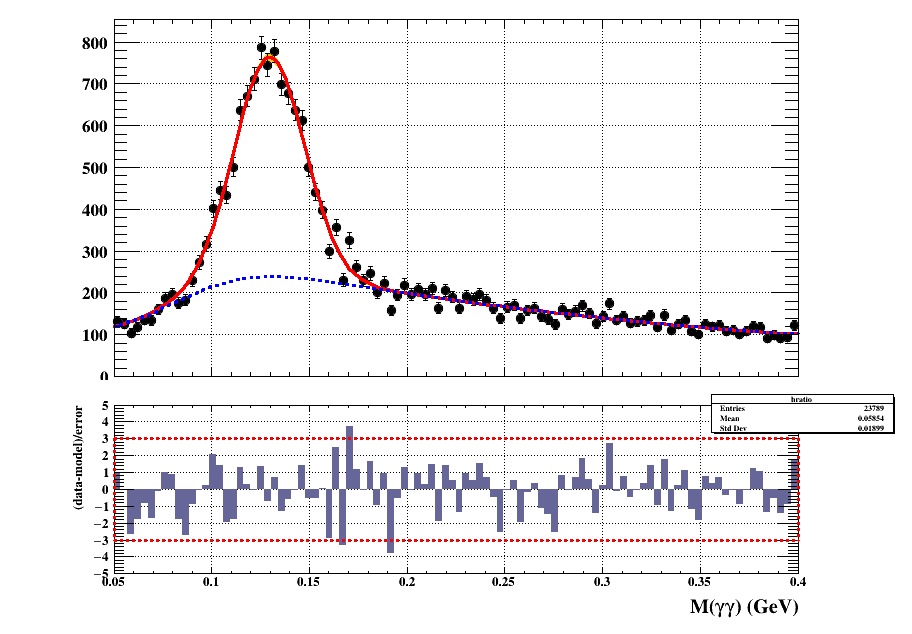 800
700
600
500
400
300
200
100
0
hratio
Entries 23789
Mean 0.05854
Std Dev 0.01899
(data-model)/error
5
4
3
2
1
0
−1
−2
−3
−4
−5
0.05 0.1 0.15 0.2 0.25 0.3 0.35 0.4
M(γγ) (GeV)